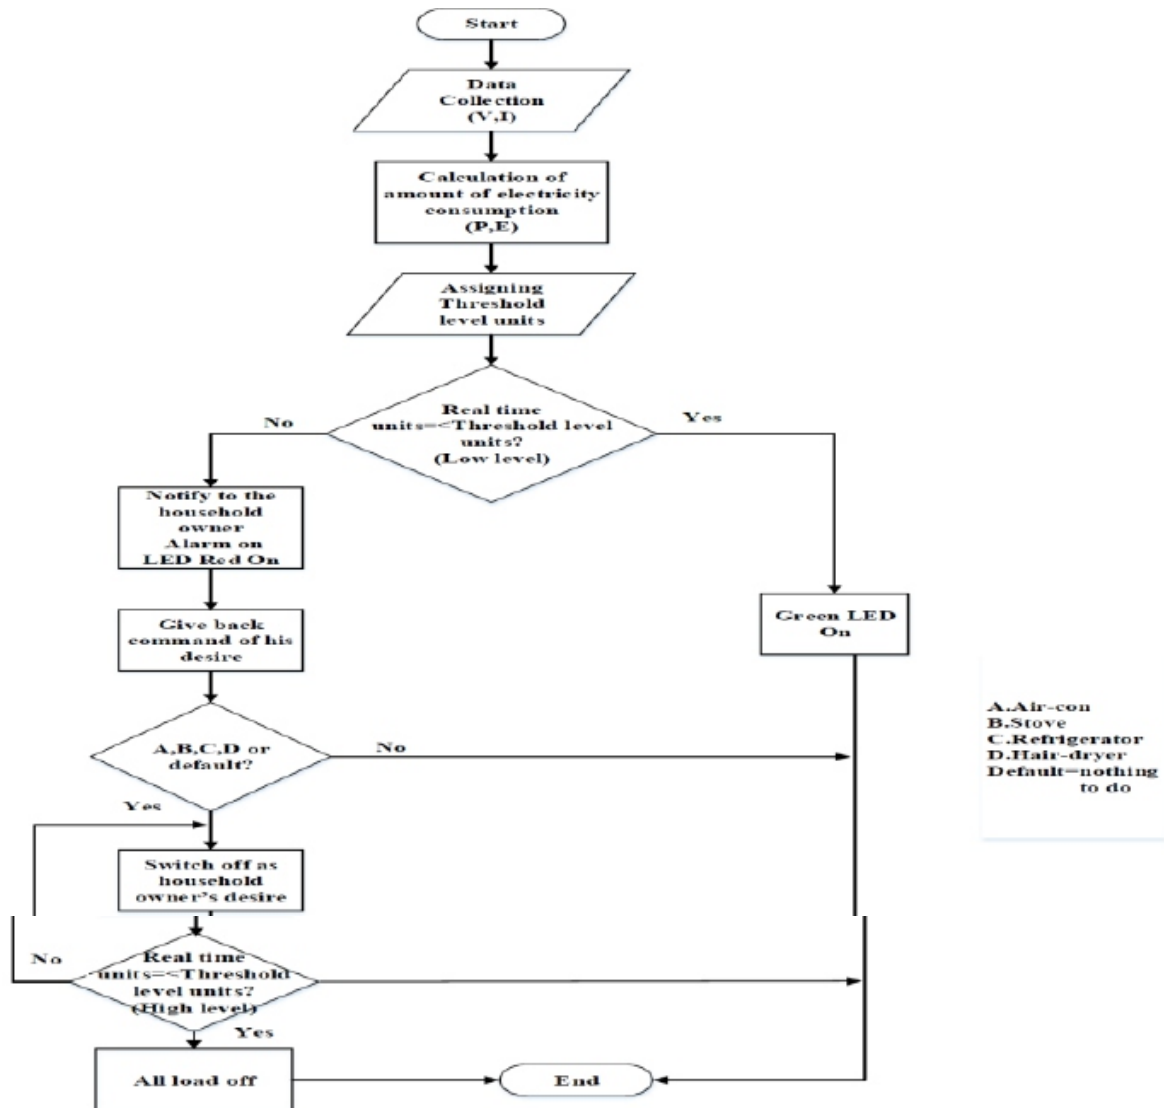 Start
Data
Collection
(V,I)
Calculation of
amount of electricity
consumption
(P,E)
Assigning
Threshold
level units
Real time
units=<Threshold level
units?
(Low level)
No
Yes
Notify to the
household
owner
Alarm on
LED Red On
Give back
command of his
desire
Green LED
On
A,B,C,D or
default?
No
Yes
Switch off as
household
owner's desire
Real time
units=<Threshold
level units?
(High level)
No
Yes
All load off
End
A.Air-con
B.Stove
C.Refrigerator
D.Hair-dryer
Default=nothing
to do